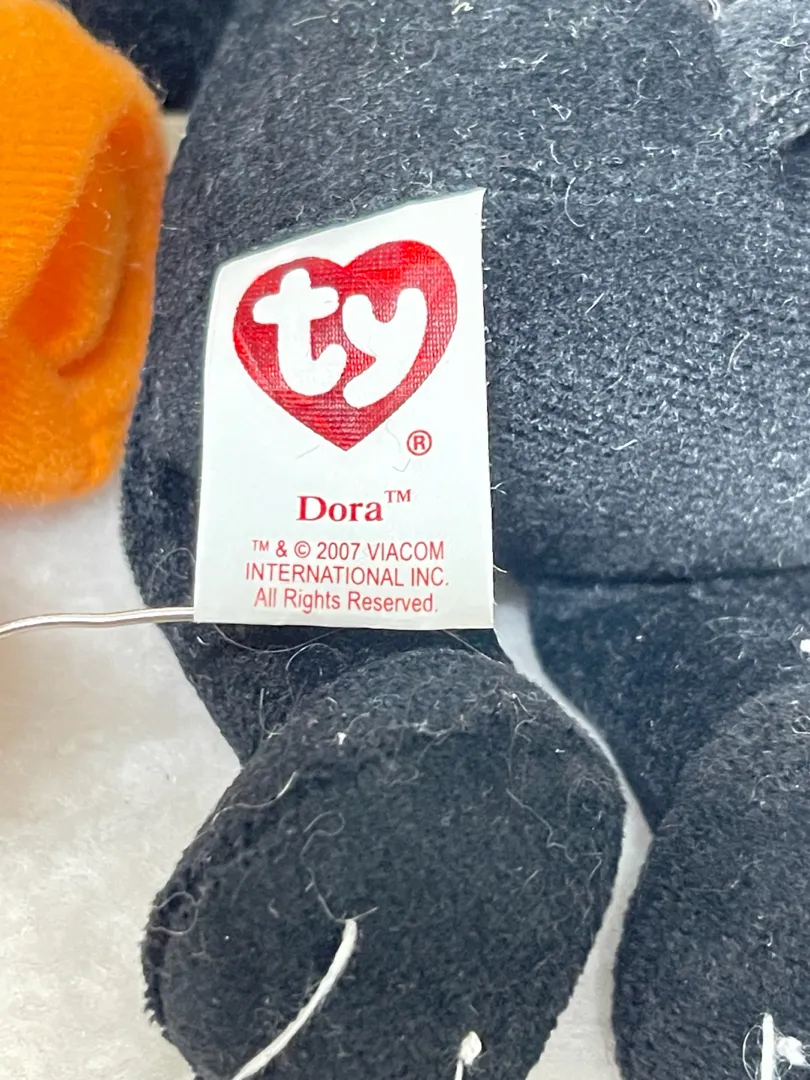 ty
®
Dora™
™ & © 2007 VIACOM
INTERNATIONAL INC.
All Rights Reserved.